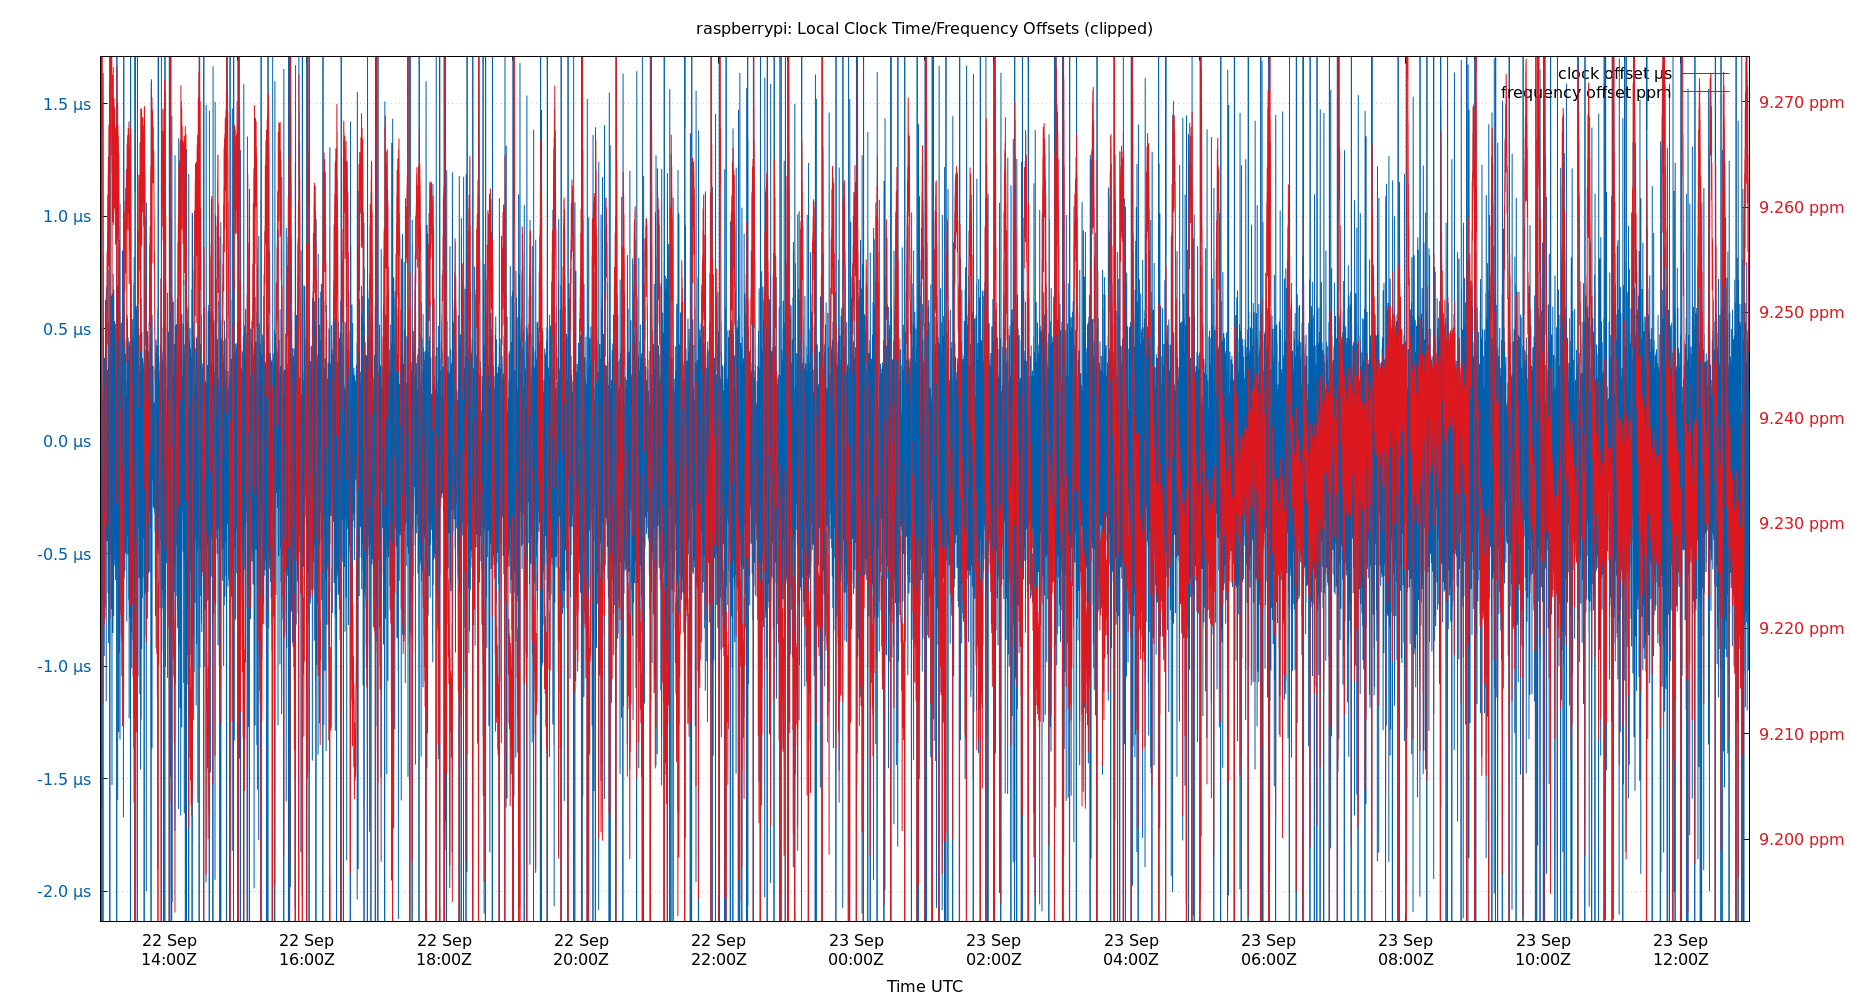 raspberrypi: Local Clock Time/Frequency Offsets (clipped)
clock offset µs
frequency offset ppm
1.5 µs
1.0 µs
0.5 µs
0.0 µs
-0.5 µs
-1.0 µs
-1.5 µs
-2.0 µs
9.270 ppm
9.260 ppm
9.250 ppm
9.240 ppm
9.230 ppm
9.220 ppm
9.210 ppm
9.200 ppm
22 Sep 22 Sep 22 Sep 22 Sep 22 Sep 23 Sep 23 Sep 23 Sep 23 Sep 23 Sep 23 Sep 23 Sep
14:00Z 16:00Z 18:00Z 20:00Z 22:00Z 00:00Z 02:00Z 04:00Z 06:00Z 08:00Z 10:00Z 12:00Z
Time UTC